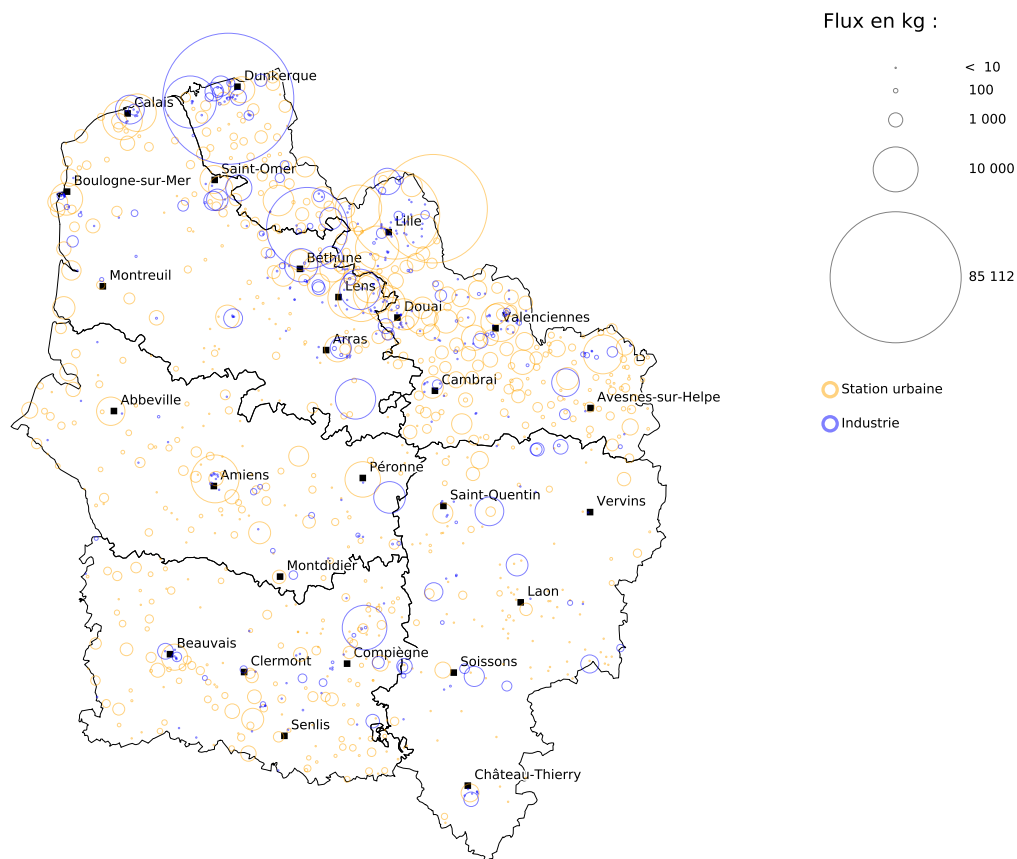 Flux en kg :
< 10
100
1 000
10 000
85 112
Station urbaine
Industrie
Dunkerque
Calais
Saint-Omer
Boulogne-sur-Mer
Lille
Béthune
Montreuil
Lens
Douai
Valenciennes
Arras
Cambrai
Avesnes-sur-Helpe
Abbeville
Amiens
Péronne
Saint-Quentin
Vervins
Montdidier
Laon
Beauvais
Clermont
Compiègne
Soissons
Senlis
Château-Thierry